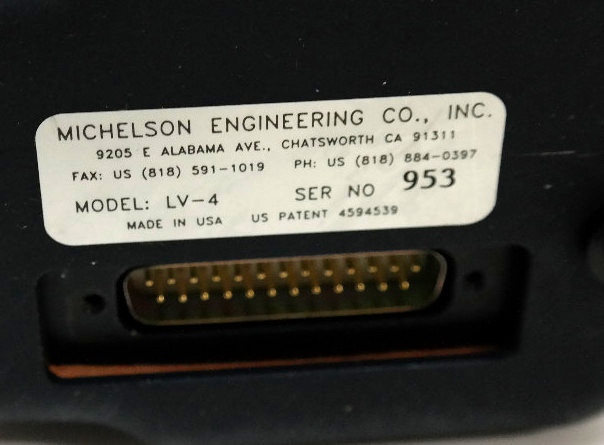 MICHELSON ENGINEERING CO., INC.
9205 E ALABAMA AVE., CHATSWORTH CA 91311
FAX: US (818) 591-1019 PH: US (818) 884-0397
MODEL: LV-4 SER NO 953
MADE IN USA US PATENT 4594539